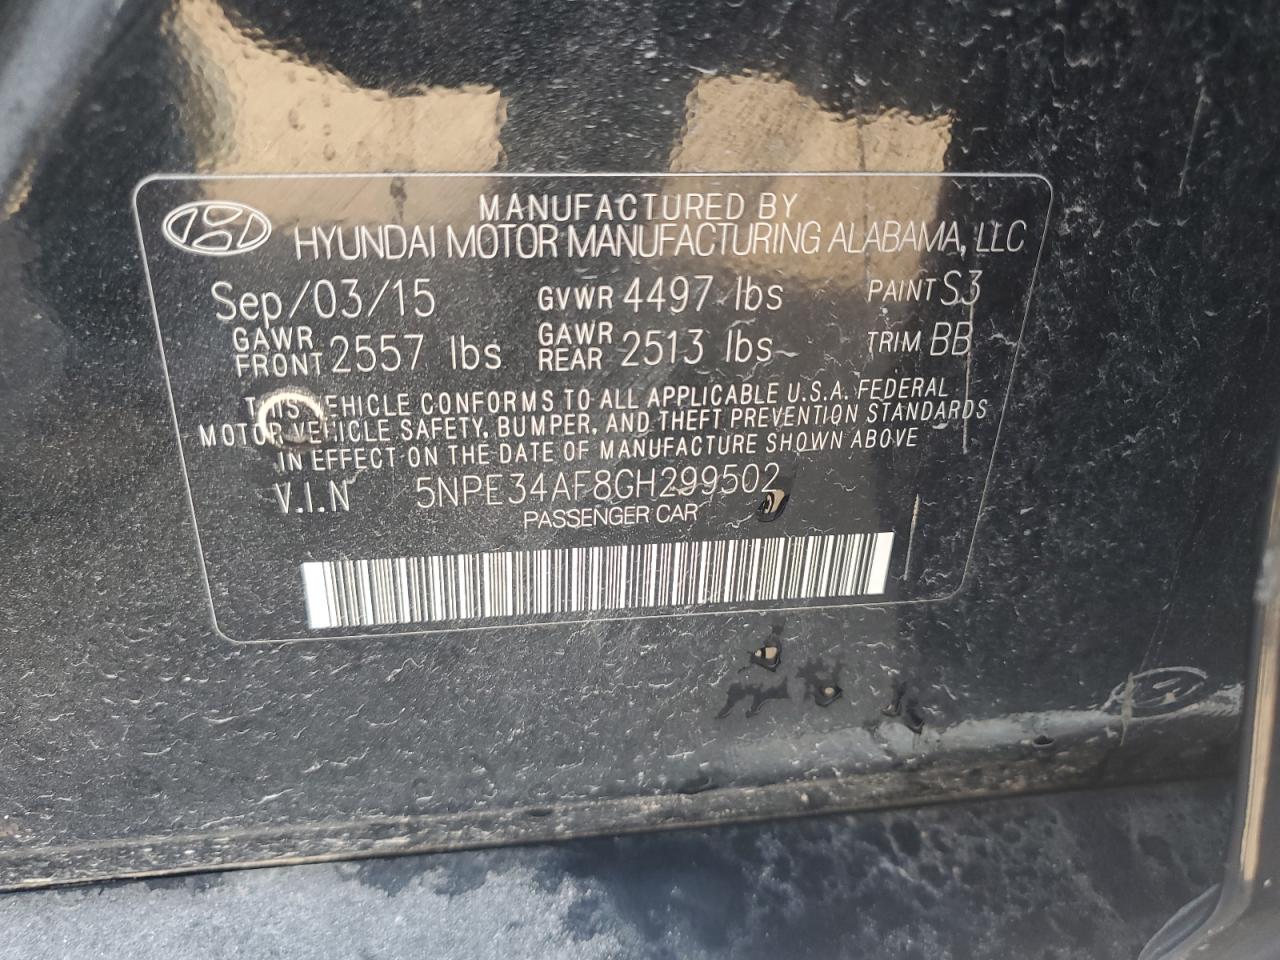 MANUFACTURED BY
HYUNDAI MOTOR MANUFACTURING ALABAMA, LLC
Sep/03/15 GVWR 4497 lbs PAINT S3
GAWR FRONT 2557 lbs GAWR REAR 2513 lbs TRIM BB
THIS VEHICLE CONFORMS TO ALL APPLICABLE U.S.A. FEDERAL
MOTOR VEHICLE SAFETY, BUMPER, AND THEFT PREVENTION STANDARDS
IN EFFECT ON THE DATE OF MANUFACTURE SHOWN ABOVE
V.I.N 5NPE34AF8GH299502
PASSENGER CAR